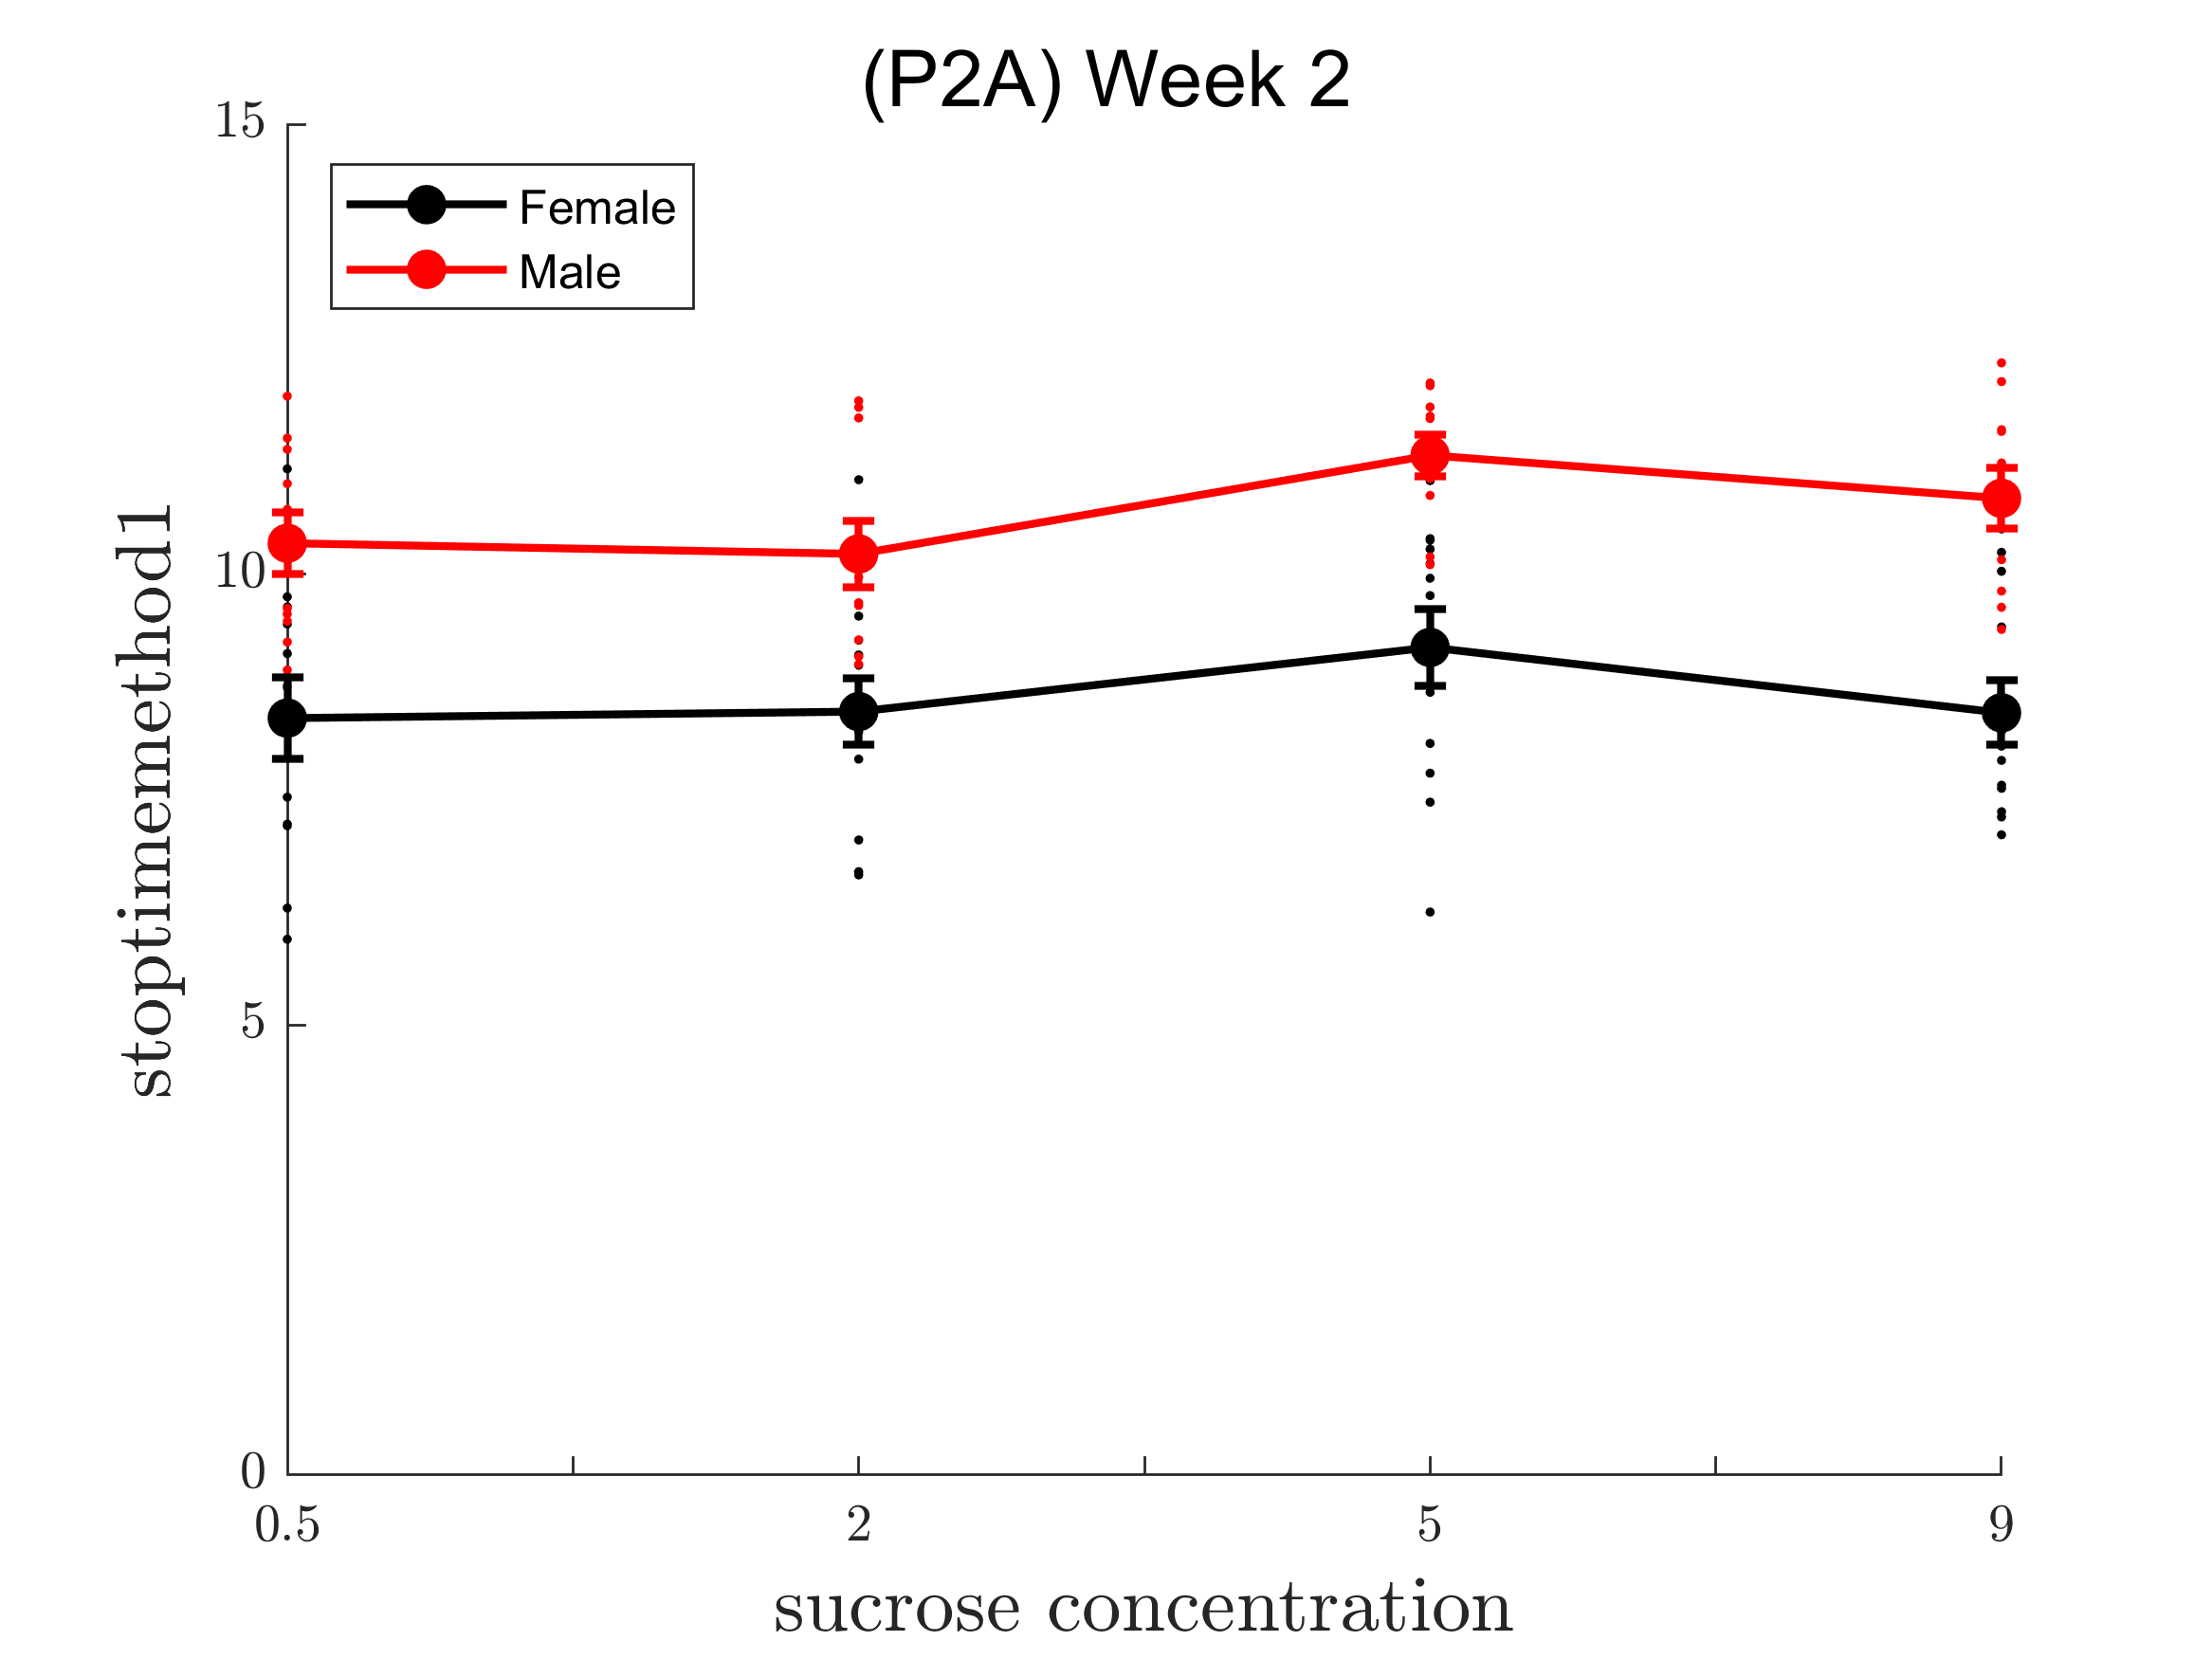 (P2A) Week 2
15
Female
Male
stoptimemethod1
10
5
0
0.5 2 5 9
sucrose concentration